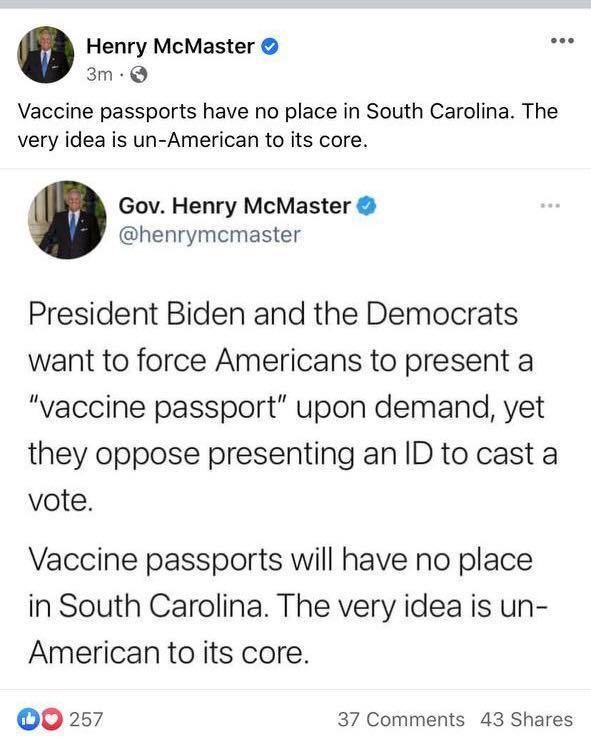 Henry McMaster
3m ·
Vaccine passports have no place in South Carolina. The
very idea is un-American to its core.
Gov. Henry McMaster
@henrymcmaster
President Biden and the Democrats
want to force Americans to present a
"vaccine passport" upon demand, yet
they oppose presenting an ID to cast a
vote.
Vaccine passports will have no place
in South Carolina. The very idea is un-
American to its core.
257
37 Comments 43 Shares